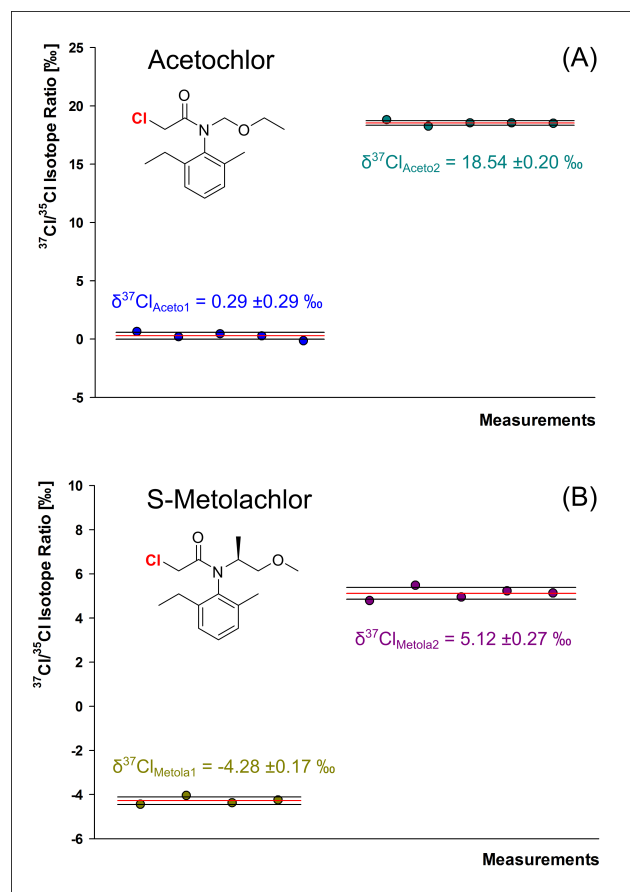 Acetochlor
(A)
³⁷Cl/³⁵Cl Isotope Ratio [‰]
25
20
15
10
5
0
-5
Cl
O
N
O
δ³⁷Cl_Aceto2 = 18.54 ±0.20 ‰
δ³⁷Cl_Aceto1 = 0.29 ±0.29 ‰
Measurements
S-Metolachlor
(B)
³⁷Cl/³⁵Cl Isotope Ratio [‰]
10
8
6
4
2
0
-2
-4
-6
O
Cl
N
O
δ³⁷Cl_Metola2 = 5.12 ±0.27 ‰
δ³⁷Cl_Metola1 = -4.28 ±0.17 ‰
Measurements